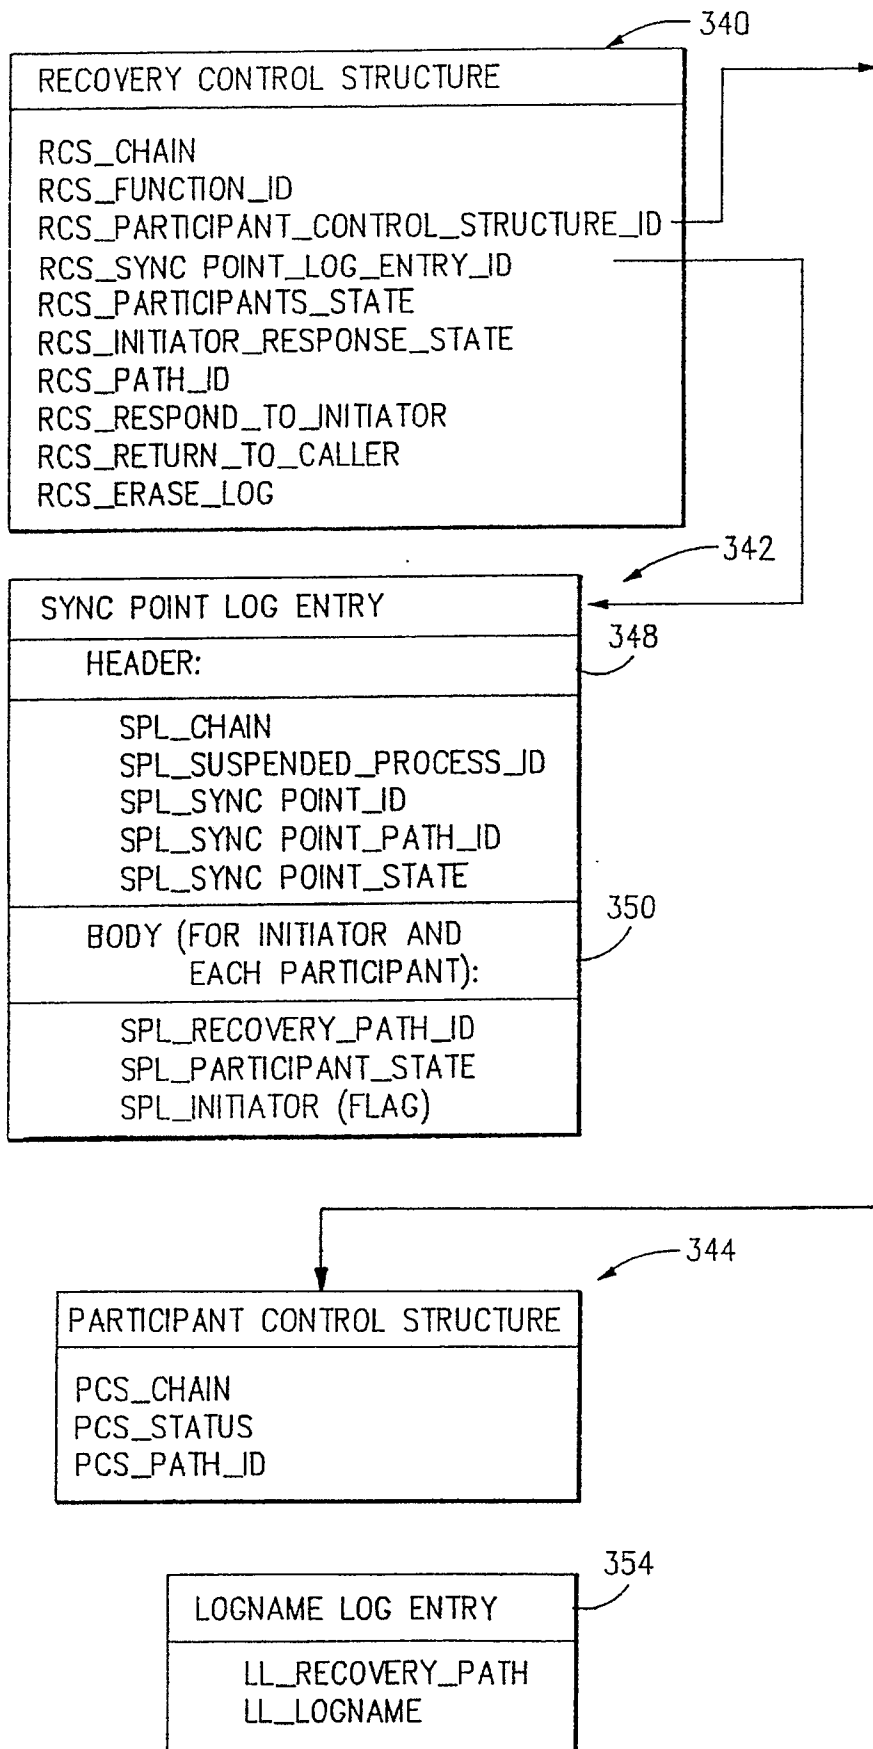 340
RECOVERY CONTROL STRUCTURE
RCS_CHAIN
RCS_FUNCTION_ID
RCS_PARTICIPANT_CONTROL_STRUCTURE_ID
RCS_SYNC POINT_LOG_ENTRY_ID
RCS_PARTICIPANTS_STATE
RCS_INITIATOR_RESPONSE_STATE
RCS_PATH_ID
RCS_RESPOND_TO_INITIATOR
RCS_RETURN_TO_CALLER
RCS_ERASE_LOG
342
SYNC POINT LOG ENTRY
348
HEADER:
SPL_CHAIN
SPL_SUSPENDED_PROCESS_ID
SPL_SYNC POINT_ID
SPL_SYNC POINT_PATH_ID
SPL_SYNC POINT_STATE
350
BODY (FOR INITIATOR AND
EACH PARTICIPANT):
SPL_RECOVERY_PATH_ID
SPL_PARTICIPANT_STATE
SPL_INITIATOR (FLAG)
344
PARTICIPANT CONTROL STRUCTURE
PCS_CHAIN
PCS_STATUS
PCS_PATH_ID
354
LOGNAME LOG ENTRY
LL_RECOVERY_PATH
LL_LOGNAME